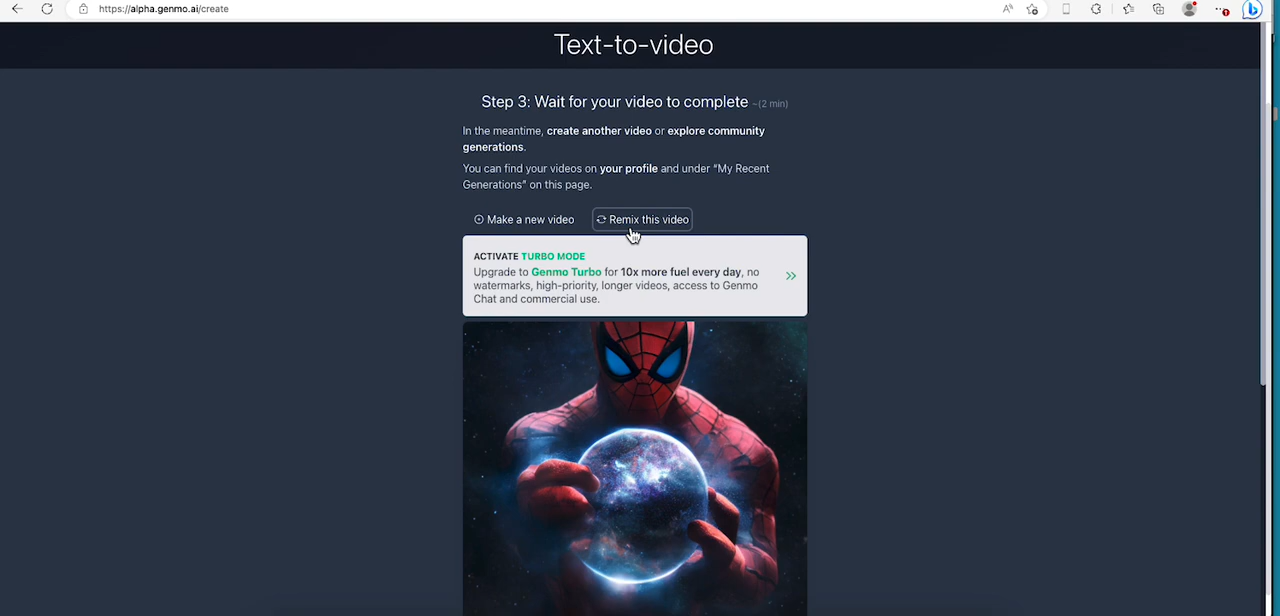 https://alpha.genmo.ai/create
Text-to-video
Step 3: Wait for your video to complete ~(2 min)
In the meantime, create another video or explore community
generations.
You can find your videos on your profile and under "My Recent
Generations" on this page.
Make a new video
Remix this video
ACTIVATE TURBO MODE
Upgrade to Genmo Turbo for 10x more fuel every day, no
watermarks, high-priority, longer videos, access to Genmo
Chat and commercial use.